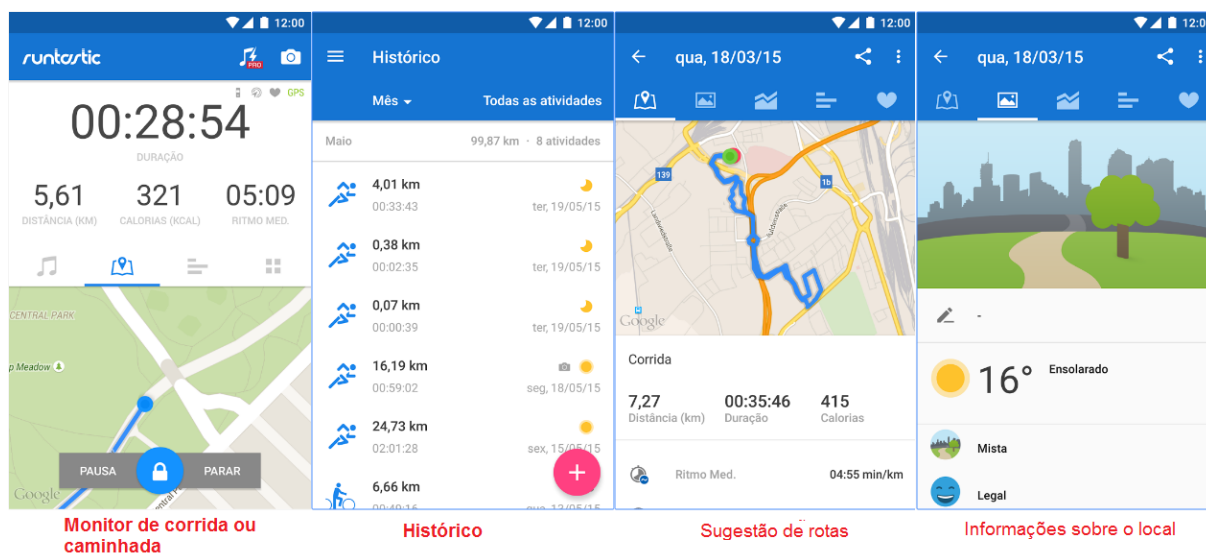 12:00
runtastic
PRO
GPS
00:28:54
DURAÇÃO
5,61 321 05:09
DISTÂNCIA (KM) CALORIAS (KCAL) RITMO MED.
CENTRAL PARK
p Meadow
PAUSA PARAR
Google
Monitor de corrida ou
caminhada
12:00
Histórico
Mês Todas as atividades
Maio 99,87 km · 8 atividades
4,01 km
00:33:43 ter, 19/05/15
0,38 km
00:02:35 ter, 19/05/15
0,07 km
00:00:39 ter, 19/05/15
16,19 km
00:59:02 seg, 18/05/15
24,73 km
02:01:28 sex, 15/05/15
6,66 km
Histórico
12:00
qua, 18/03/15
139
1b
Google
Corrida
7,27 00:35:46 415
Distância (km) Duração Calorias
Ritmo Med. 04:55 min/km
Sugestão de rotas
12:0
qua, 18/03/15
-
16° Ensolarado
Mista
Legal
Informações sobre o local